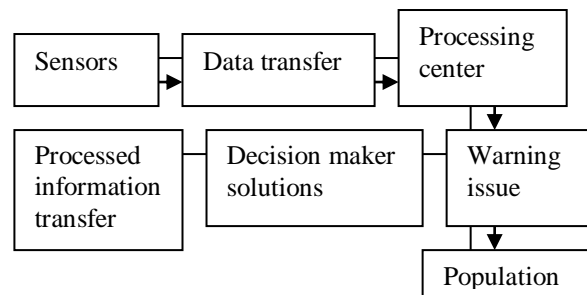 Sensors
Data transfer
Processing
center
Processed
information
transfer
Decision maker
solutions
Warning
issue
Population